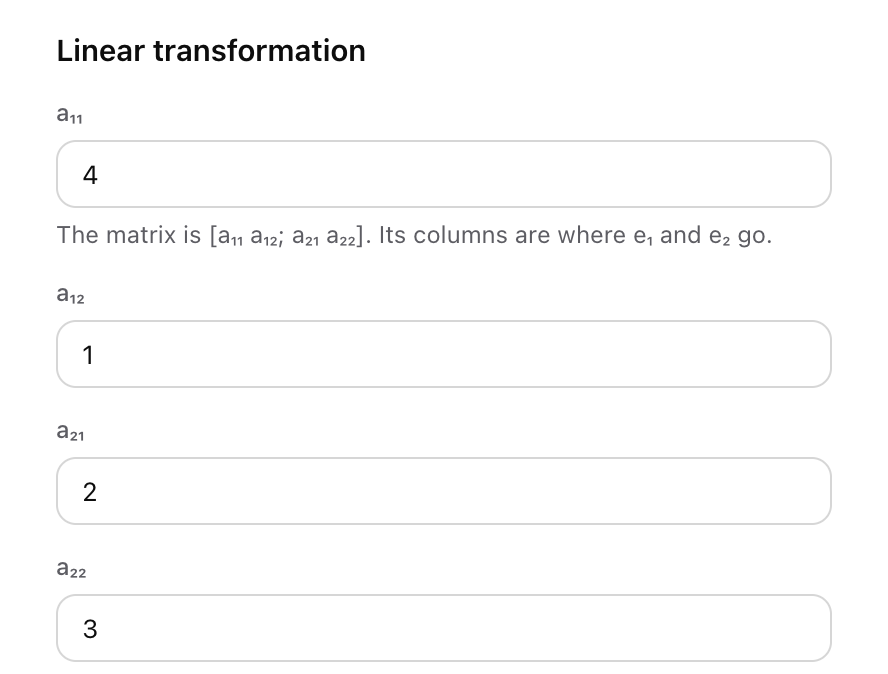 Linear transformation
a₁₁
4
The matrix is [a₁₁ a₁₂; a₂₁ a₂₂]. Its columns are where e₁ and e₂ go.
a₁₂
1
a₂₁
2
a₂₂
3